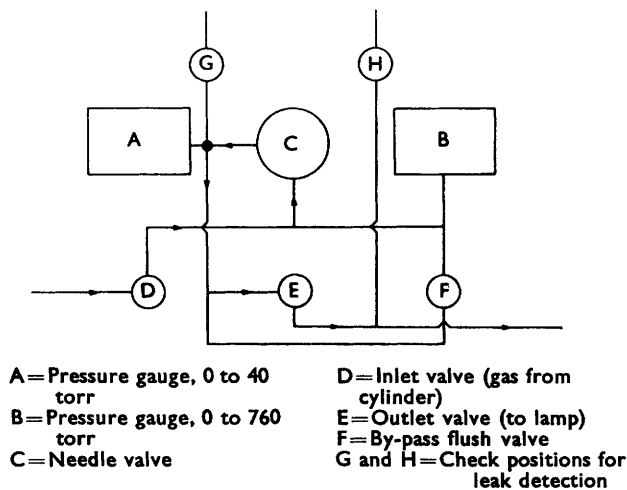 G
H
A
C
B
D
E
F
A=Pressure gauge, 0 to 40
torr
B=Pressure gauge, 0 to 760
torr
C=Needle valve
D=Inlet valve (gas from
cylinder)
E=Outlet valve (to lamp)
F=By-pass flush valve
G and H=Check positions for
leak detection